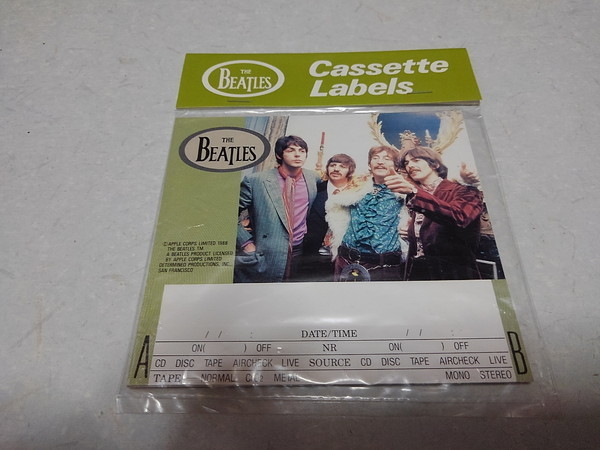 THE
BEATLES
Cassette
Labels
THE
BEATLES
© APPLE CORPS LIMITED 1988
THE BEATLES TM.
A BEATLES PRODUCT LICENSED
BY: APPLE CORPS LIMITED
DETERMINED PRODUCTIONS, INC.,
SAN FRANCISCO
/ / : DATE/TIME / / :
ON( ) OFF NR ON( ) OFF
A B
CD DISC TAPE AIRCHECK LIVE SOURCE CD DISC TAPE AIRCHECK LIVE
TAPE NORMAL METAL MONO STEREO